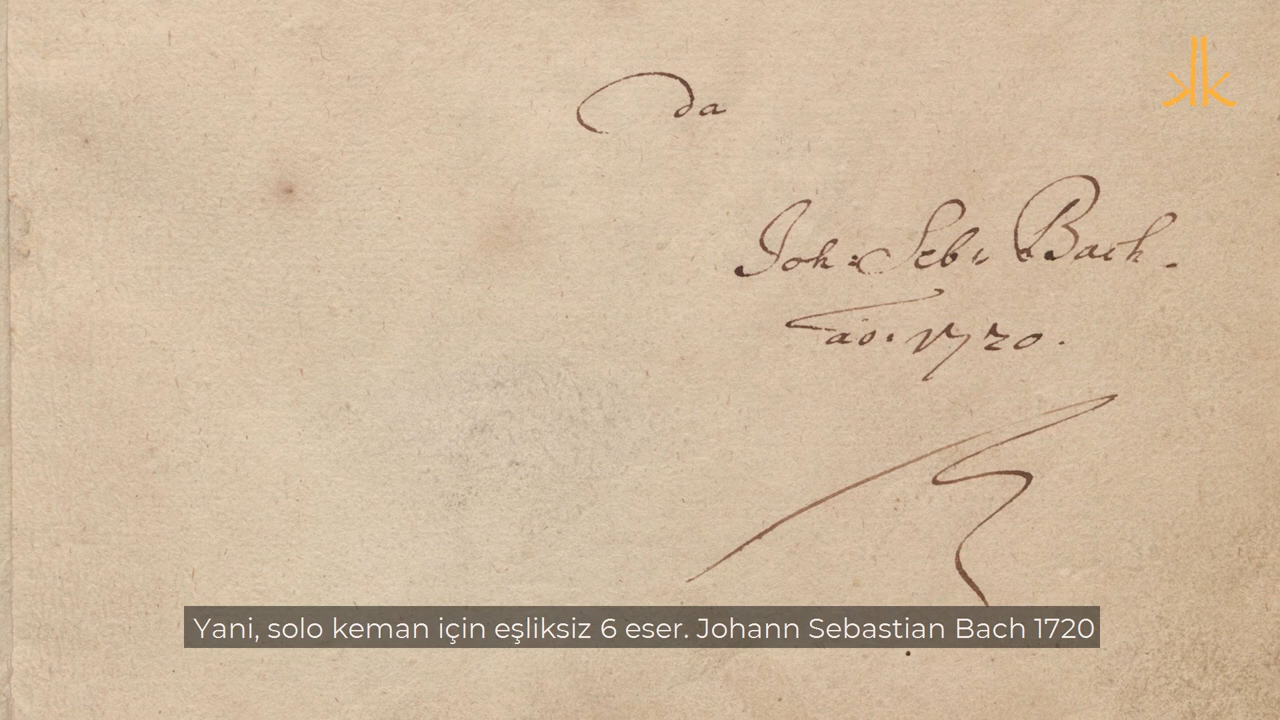 da
Joh: Seb: Bach.
ao. 1720.
Yani, solo keman için eşliksiz 6 eser. Johann Sebastian Bach 1720